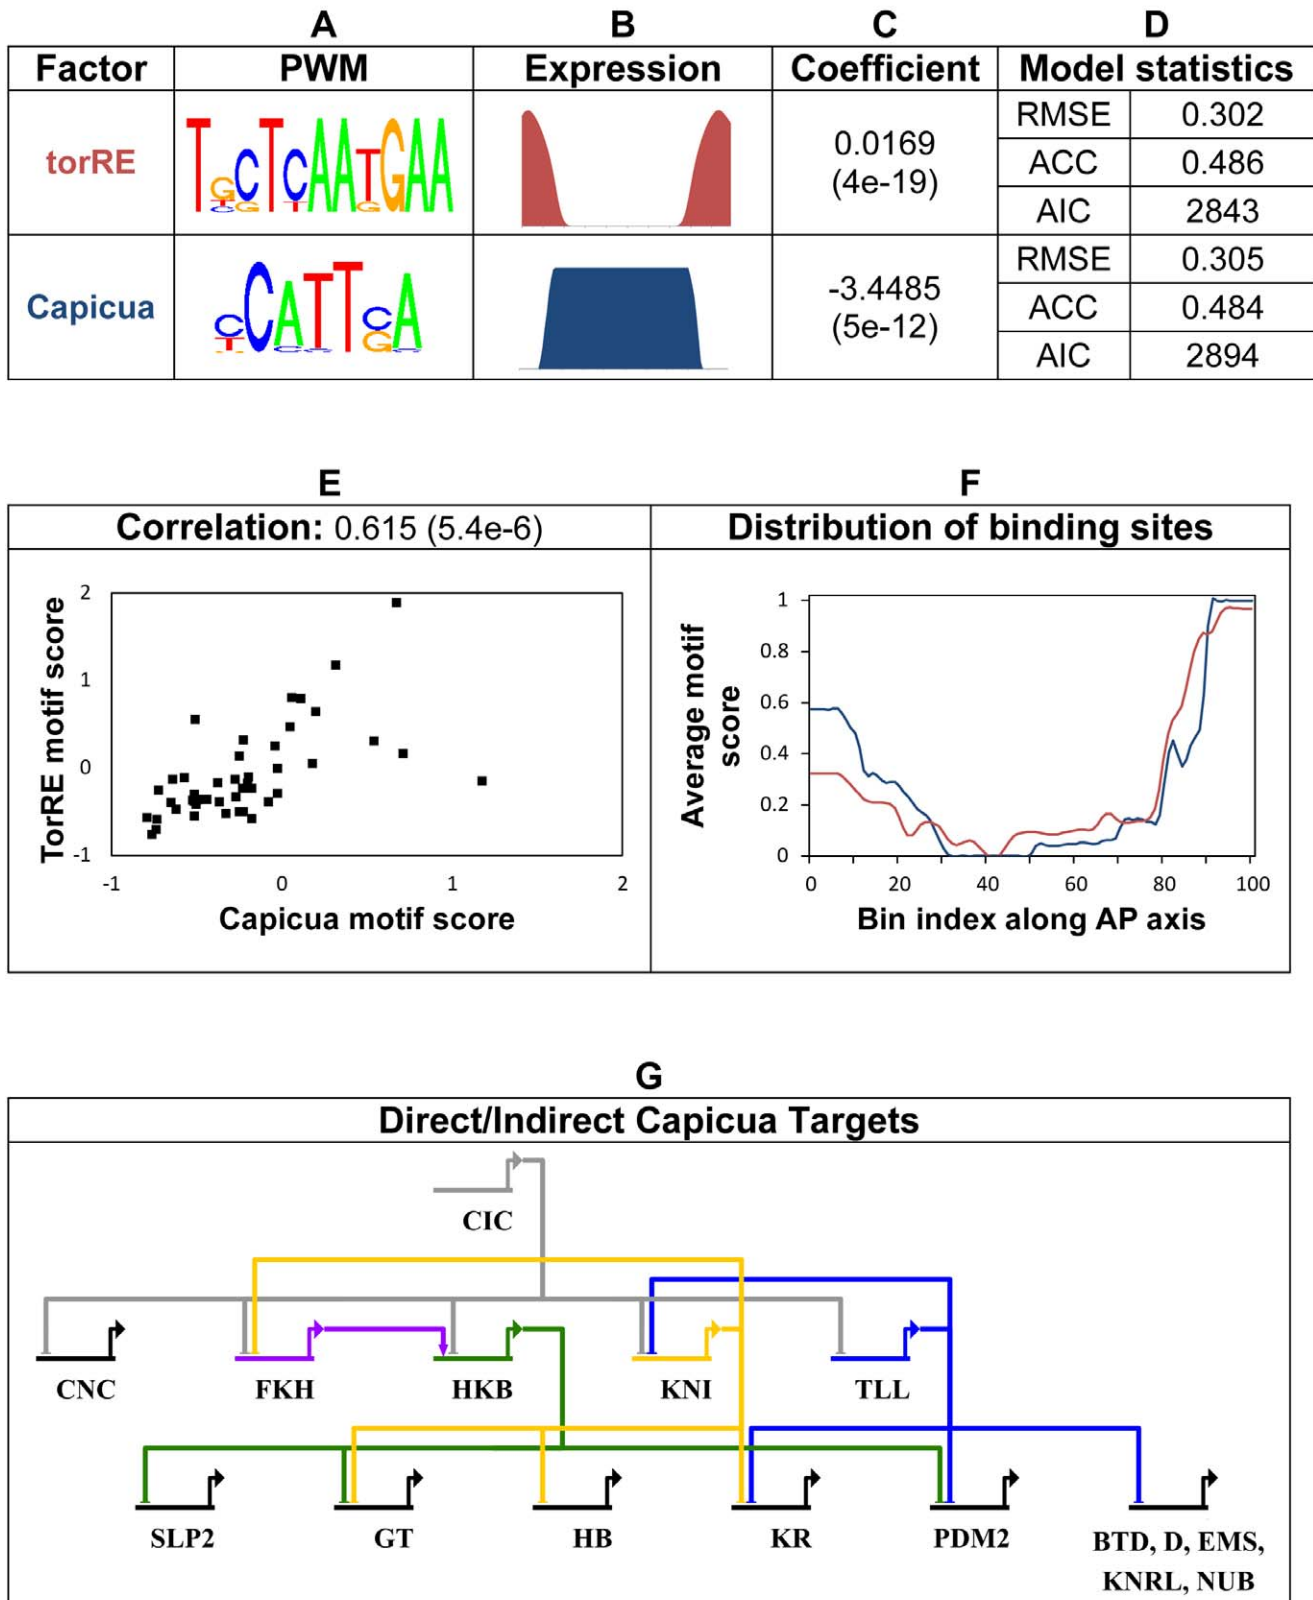 A B C D
Factor PWM Expression Coefficient Model statistics
torRE TGCTCAATGAA 0.0169 (4e-19) RMSE 0.302
ACC 0.486
AIC 2843
Capicua CCATTCA -3.4485 (5e-12) RMSE 0.305
ACC 0.484
AIC 2894
E
Correlation: 0.615 (5.4e-6)
TorRE motif score
2
1
0
-1
-1 0 1 2
Capicua motif score
F
Distribution of binding sites
Average motif score
1
0.8
0.6
0.4
0.2
0
0 20 40 60 80 100
Bin index along AP axis
G
Direct/Indirect Capicua Targets
CIC
CNC FKH HKB KNI TLL
SLP2 GT HB KR PDM2 BTD, D, EMS,
KNRL, NUB